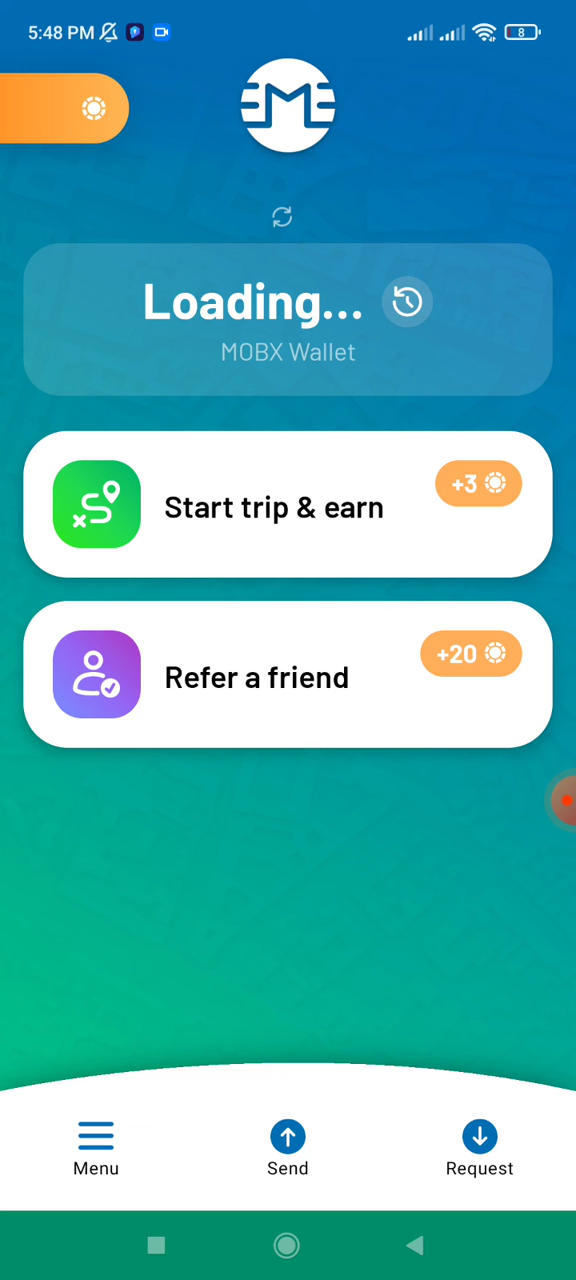 5:48 PM
8
Loading...
MOBX Wallet
Start trip & earn
+3
Refer a friend
+20
Menu
Send
Request